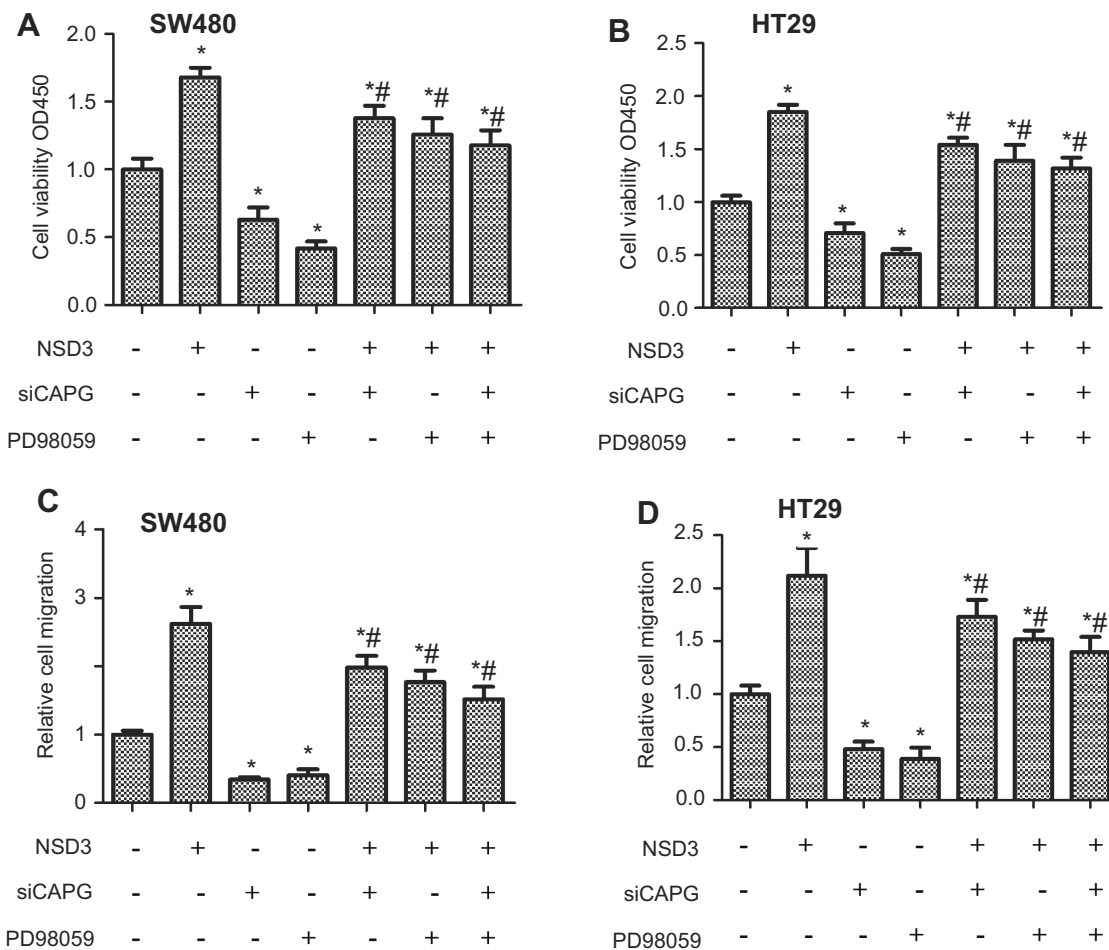 A SW480
Cell viability OD450
2.0
1.5
1.0
0.5
0.0
* * * *# *# *#
NSD3 - + - - + + +
siCAPG - - + - + - +
PD98059 - - - + - + +
B HT29
Cell viability OD450
2.5
2.0
1.5
1.0
0.5
0.0
* * * *# *# *#
NSD3 - + - - + + +
siCAPG - - + - + - +
PD98059 - - - + - + +
C SW480
Relative cell migration
4
3
1
0
* * * *# *# *#
NSD3 - + - - + + +
siCAPG - - + - + - +
PD98059 - - - + - + +
D HT29
Relative cell migration
2.5
2.0
1.5
1.0
0.5
0.0
* * * *# *# *#
NSD3 - + - - + + +
siCAPG - - + - + - +
PD98059 - - - + - + +